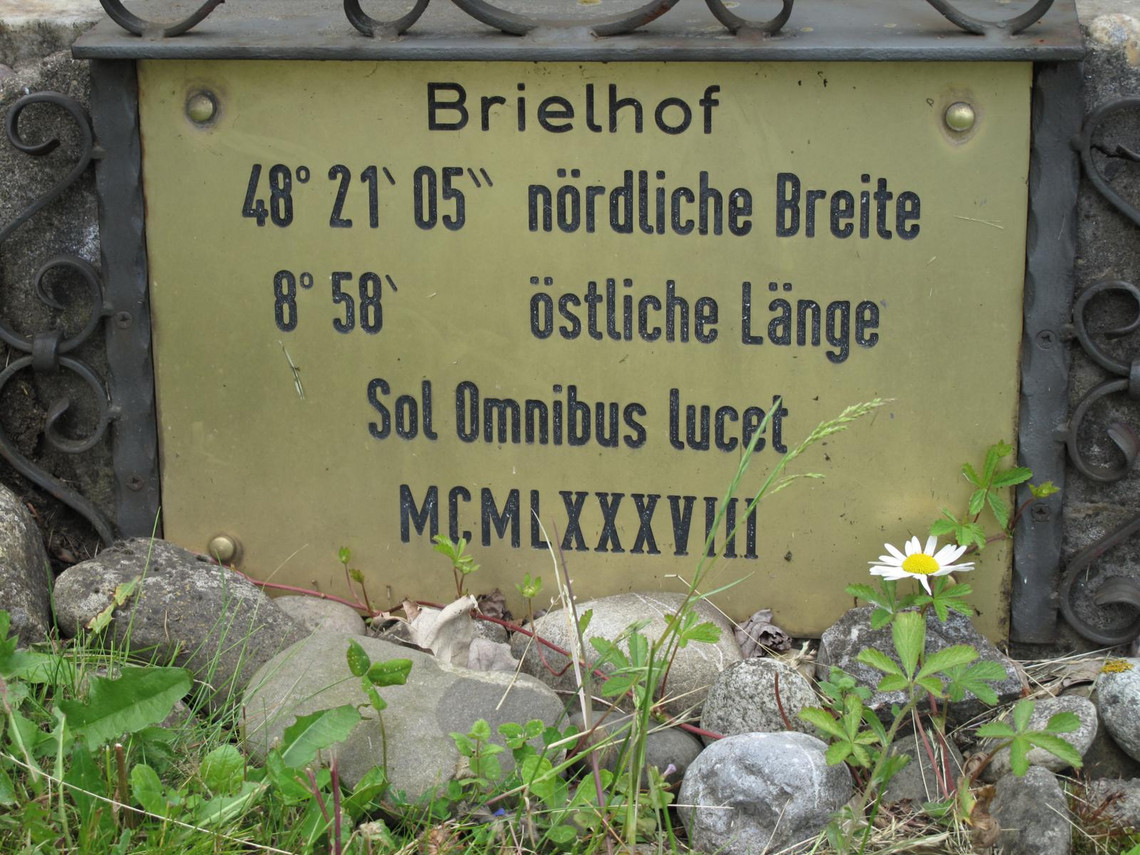 Brielhof
48° 21‵ 05‶ nördliche Breite
8° 58‵ östliche Länge
Sol Omnibus lucet
MCMLXXXVIII